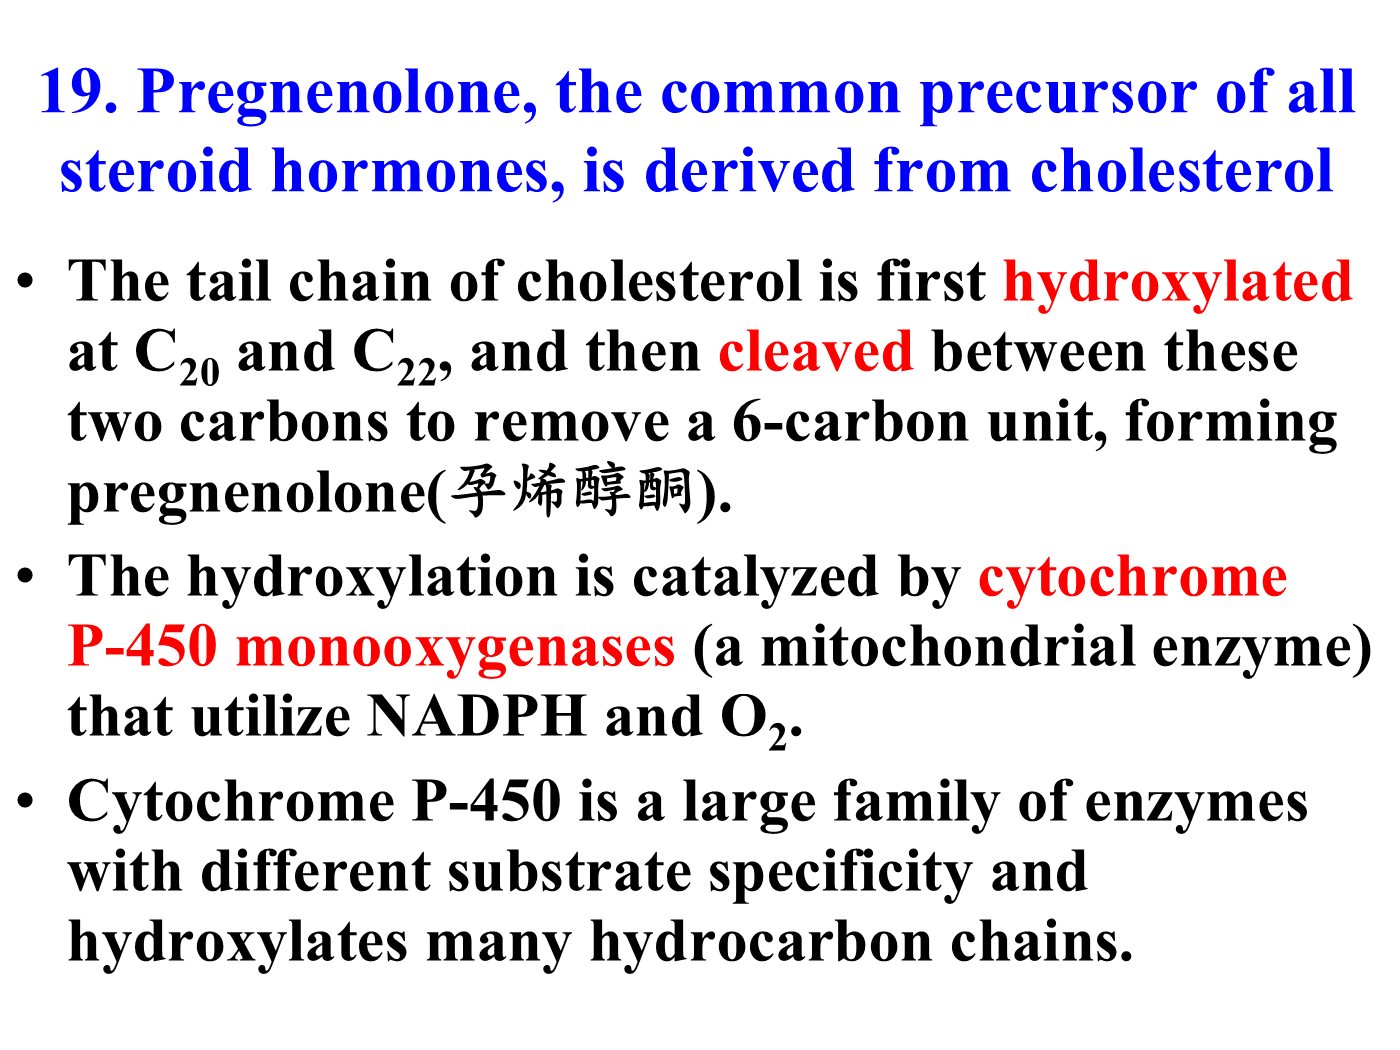 19. Pregnenolone, the common precursor of all
steroid hormones, is derived from cholesterol
• The tail chain of cholesterol is first hydroxylated
at C₂₀ and C₂₂, and then cleaved between these
two carbons to remove a 6-carbon unit, forming
pregnenolone(孕烯醇酮).
• The hydroxylation is catalyzed by cytochrome
P-450 monooxygenases (a mitochondrial enzyme)
that utilize NADPH and O₂.
• Cytochrome P-450 is a large family of enzymes
with different substrate specificity and
hydroxylates many hydrocarbon chains.